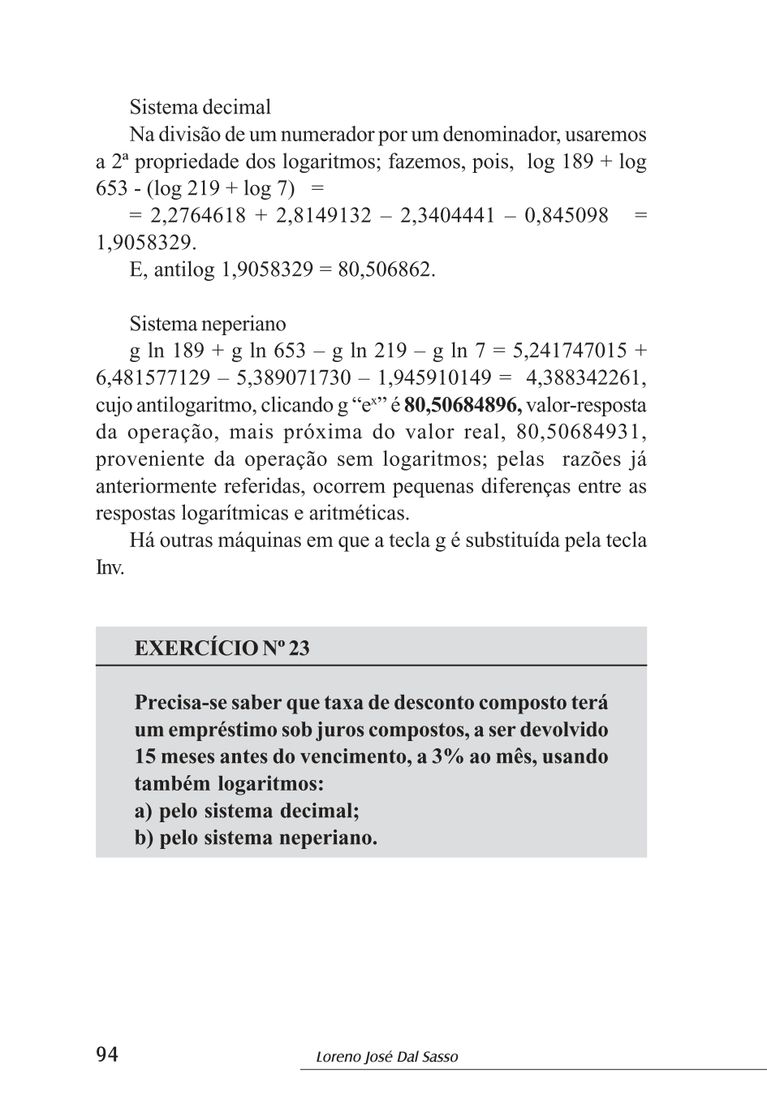 Sistema decimal
Na divisão de um numerador por um denominador, usaremos
a 2ª propriedade dos logaritmos; fazemos, pois, log 189 + log
653 - (log 219 + log 7) =
= 2,2764618 + 2,8149132 – 2,3404441 – 0,845098 =
1,9058329.
E, antilog 1,9058329 = 80,506862.
Sistema neperiano
g ln 189 + g ln 653 – g ln 219 – g ln 7 = 5,241747015 +
6,481577129 – 5,389071730 – 1,945910149 = 4,388342261,
cujo antilogaritmo, clicando g “eˣ” é 80,50684896, valor-resposta
da operação, mais próxima do valor real, 80,50684931,
proveniente da operação sem logaritmos; pelas razões já
anteriormente referidas, ocorrem pequenas diferenças entre as
respostas logarítmicas e aritméticas.
Há outras máquinas em que a tecla g é substituída pela tecla
Inv.
EXERCÍCIO Nº 23
Precisa-se saber que taxa de desconto composto terá
um empréstimo sob juros compostos, a ser devolvido
15 meses antes do vencimento, a 3% ao mês, usando
também logaritmos:
a) pelo sistema decimal;
b) pelo sistema neperiano.
94 Loreno José Dal Sasso